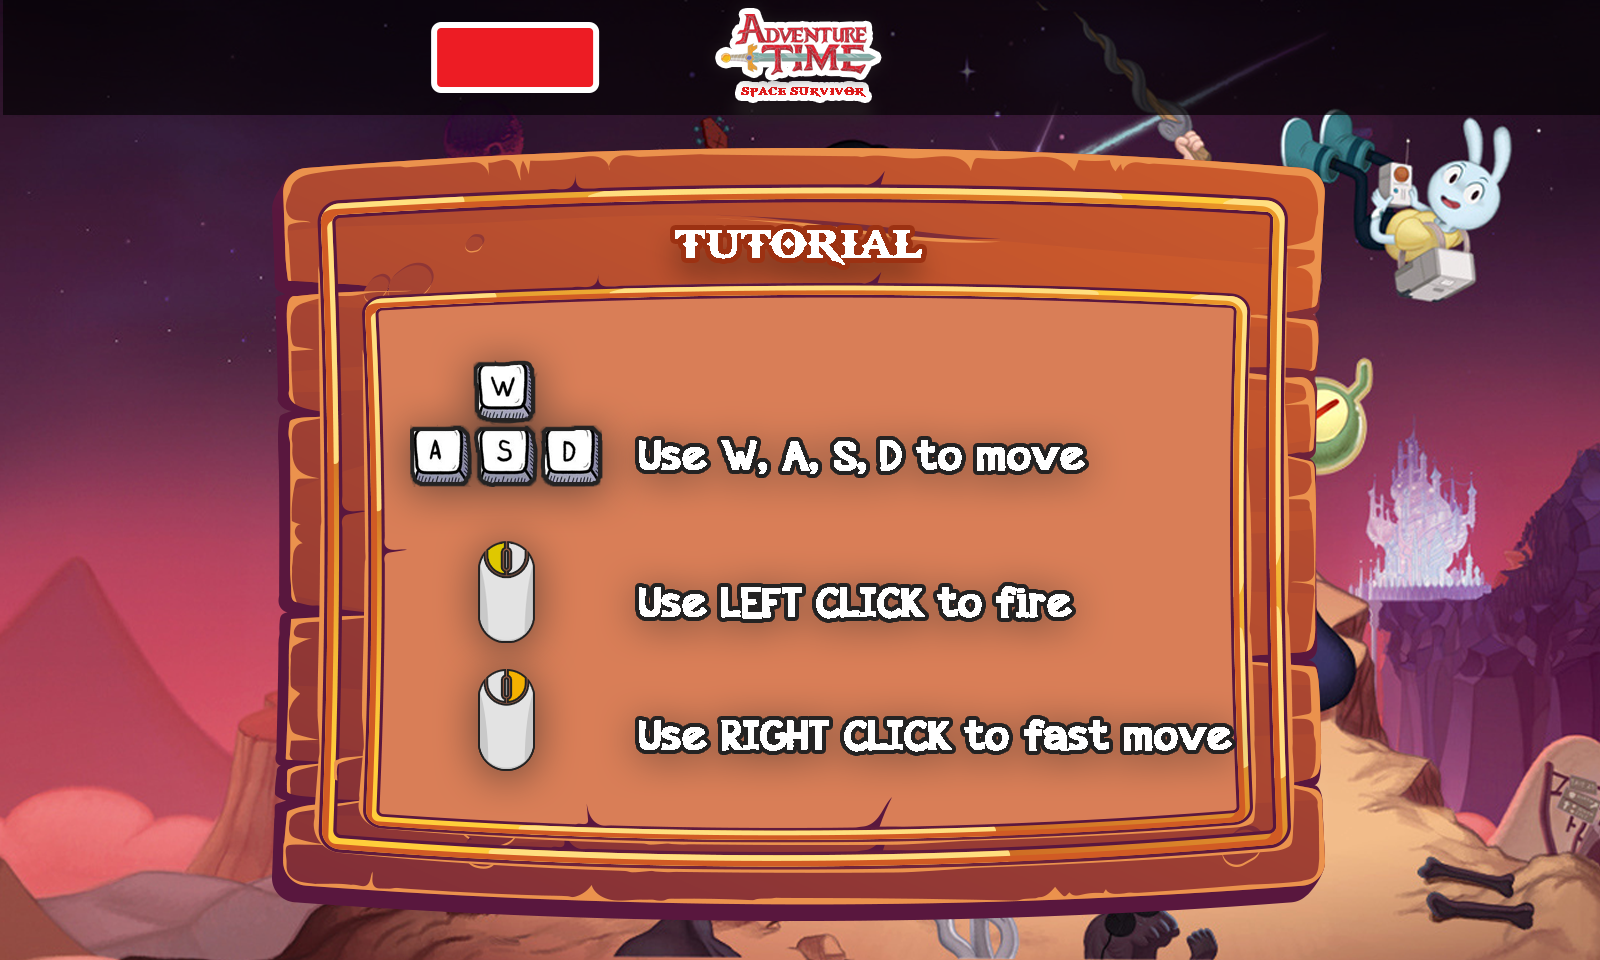 ADVENTURE
TIME
SPACE SURVIVOR
TUTORIAL
W
A S D
Use W, A, S, D to move
Use LEFT CLICK to fire
Use RIGHT CLICK to fast move